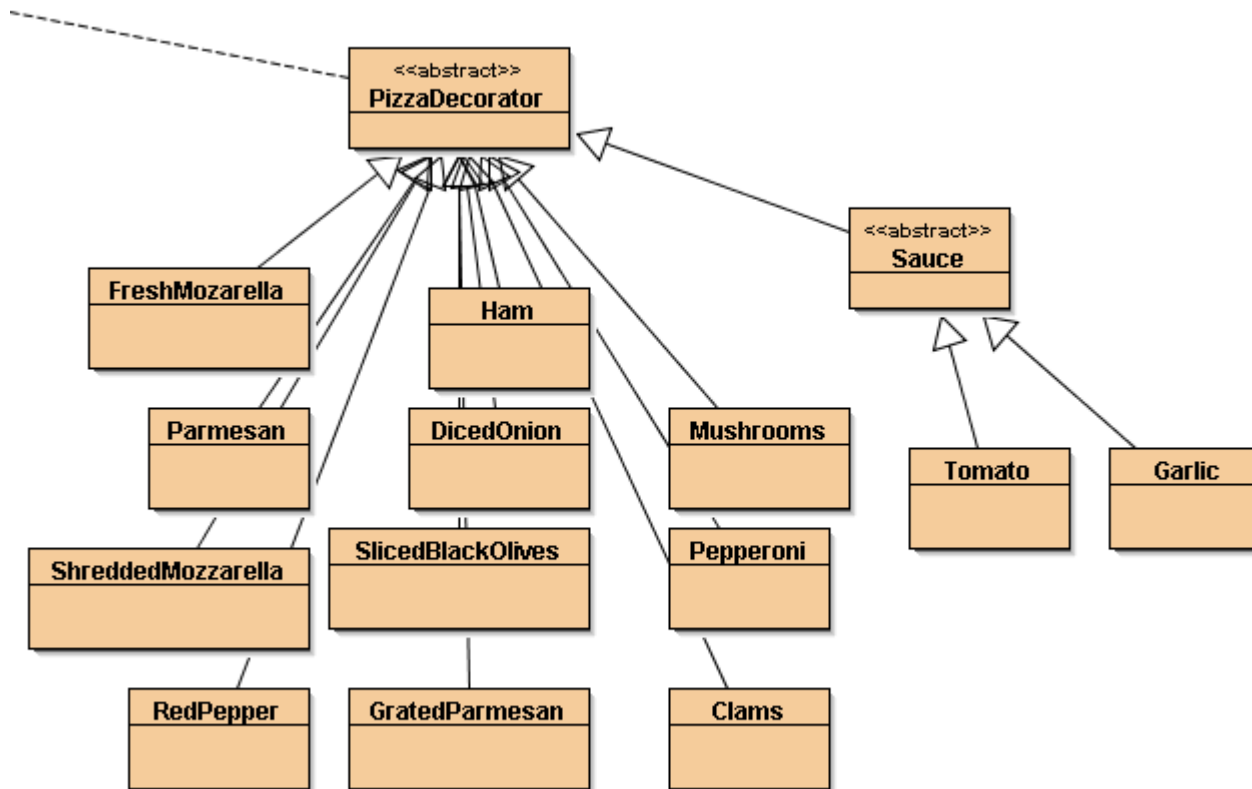 <<abstract>>
PizzaDecorator
<<abstract>>
Sauce
FreshMozarella
Ham
Parmesan
DicedOnion
Mushrooms
Tomato
Garlic
ShreddedMozzarella
SlicedBlackOlives
Pepperoni
RedPepper
GratedParmesan
Clams